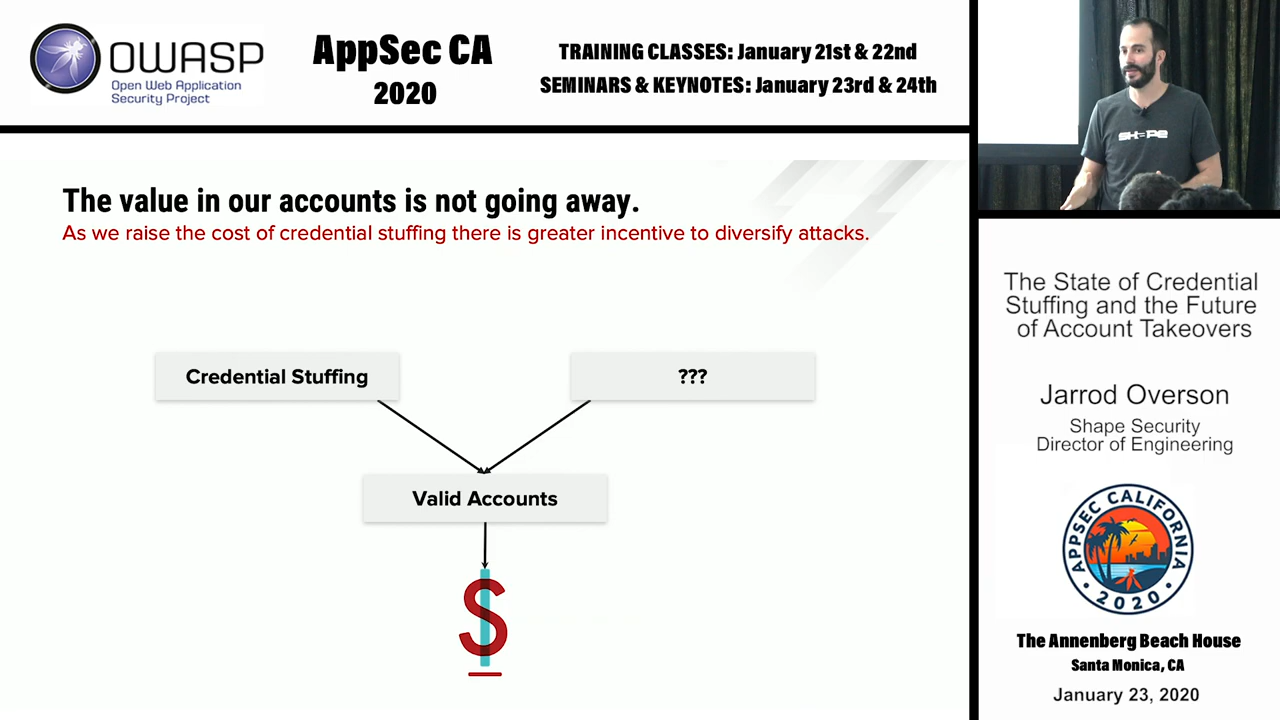 OWASP
Open Web Application
Security Project
AppSec CA
2020
TRAINING CLASSES: January 21st & 22nd
SEMINARS & KEYNOTES: January 23rd & 24th
SHAPE
The value in our accounts is not going away.
As we raise the cost of credential stuffing there is greater incentive to diversify attacks.
Credential Stuffing
???
Valid Accounts
$
The State of Credential
Stuffing and the Future
of Account Takeovers
Jarrod Overson
Shape Security
Director of Engineering
APPSEC CALIFORNIA
• 2020 •
The Annenberg Beach House
Santa Monica, CA
January 23, 2020